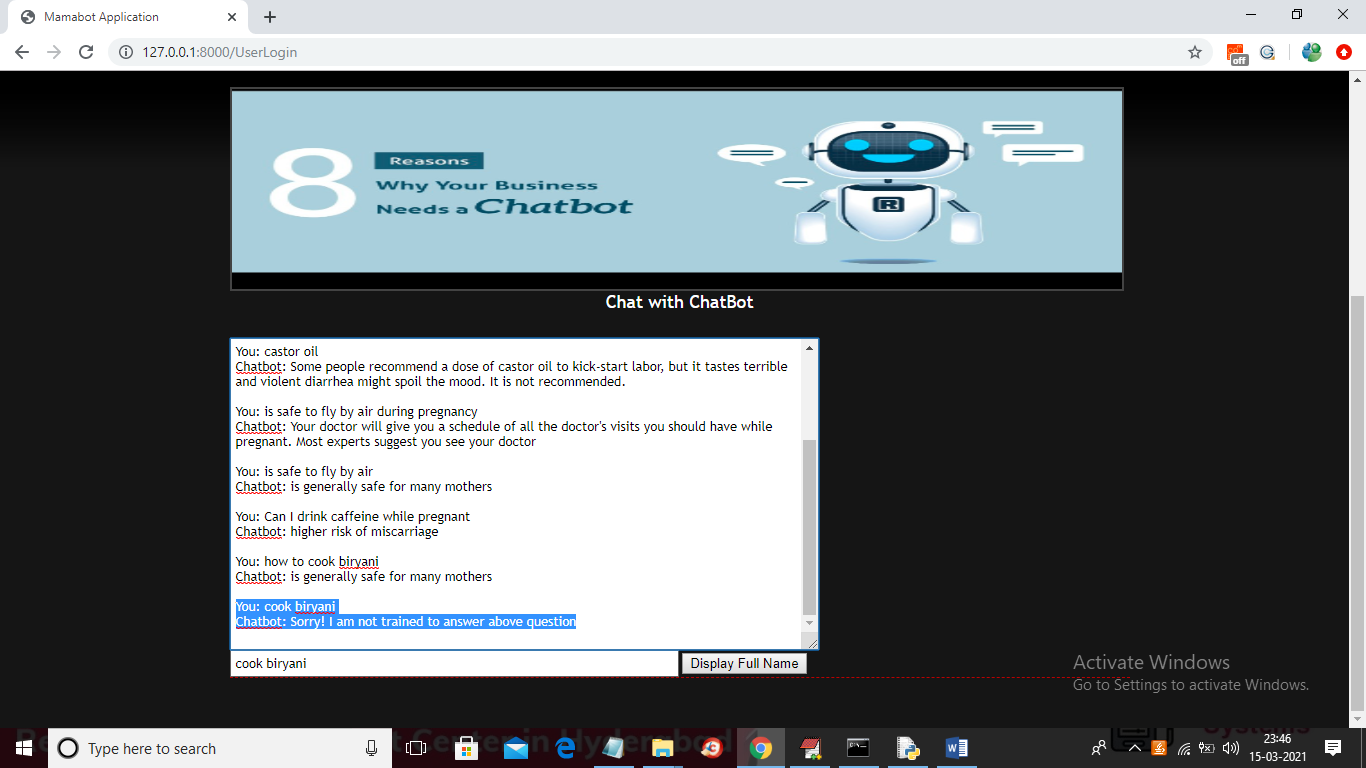 Mamabot Application
127.0.0.1:8000/UserLogin
off
8
Reasons
Why Your Business
Needs a Chatbot
R
Chat with ChatBot
You: castor oil
Chatbot: Some people recommend a dose of castor oil to kick-start labor, but it tastes terrible
and violent diarrhea might spoil the mood. It is not recommended.
You: is safe to fly by air during pregnancy
Chatbot: Your doctor will give you a schedule of all the doctor's visits you should have while
pregnant. Most experts suggest you see your doctor
You: is safe to fly by air
Chatbot: is generally safe for many mothers
You: Can I drink caffeine while pregnant
Chatbot: higher risk of miscarriage
You: how to cook biryani
Chatbot: is generally safe for many mothers
You: cook biryani
Chatbot: Sorry! I am not trained to answer above question
cook biryani
Display Full Name
Activate Windows
Go to Settings to activate Windows.
Type here to search
23:46
15-03-2021